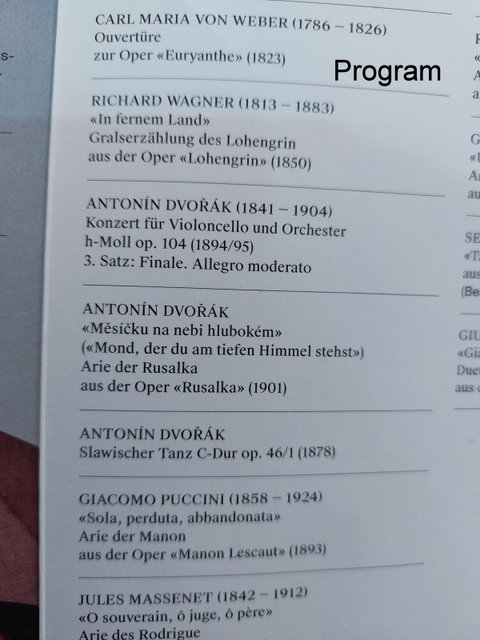 CARL MARIA VON WEBER (1786 – 1826)
Ouvertüre
zur Oper «Euryanthe» (1823)
Program
RICHARD WAGNER (1813 – 1883)
«In fernem Land»
Gralserzählung des Lohengrin
aus der Oper «Lohengrin» (1850)
ANTONÍN DVOŘÁK (1841 – 1904)
Konzert für Violoncello und Orchester
h-Moll op. 104 (1894/95)
3. Satz: Finale. Allegro moderato
ANTONÍN DVOŘÁK
«Měsíčku na nebi hlubokém»
(«Mond, der du am tiefen Himmel stehst»)
Arie der Rusalka
aus der Oper «Rusalka» (1901)
ANTONÍN DVOŘÁK
Slawischer Tanz C-Dur op. 46/1 (1878)
GIACOMO PUCCINI (1858 – 1924)
«Sola, perduta, abbandonata»
Arie der Manon
aus der Oper «Manon Lescaut» (1893)
JULES MASSENET (1842 – 1912)
«O souverain, ô juge, ô père»
Arie des Rodrigue